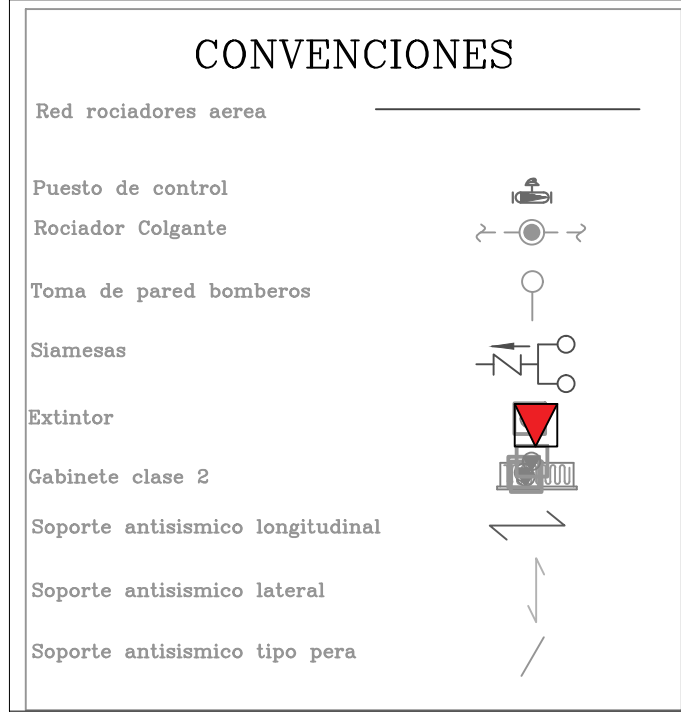 CONVENCIONES
Red rociadores aerea
Puesto de control
Rociador Colgante
Toma de pared bomberos
Siamesas
Extintor
Gabinete clase 2
Soporte antisismico longitudinal
Soporte antisismico lateral
Soporte antisismico tipo pera